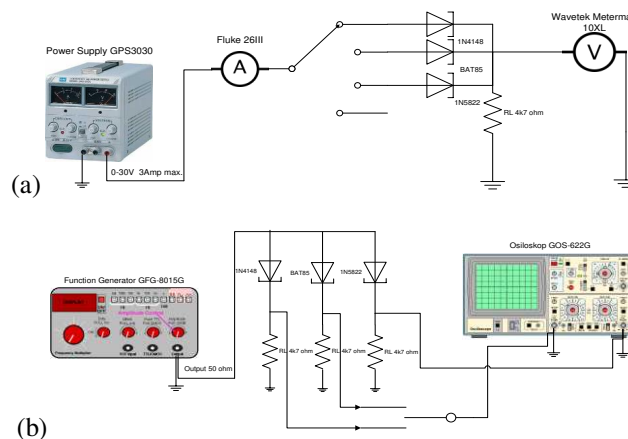 Wavetek Meterma
10XL
Fluke 26III
Power Supply GPS3030
A
V
1N4148
BAT85
1N5822
RL 4k7 ohm
0-30V 3Amp max.
(a)
Osiloskop GOS-622G
Function Generator GFG-8015G
1N4148
BAT85
1N5822
Amplitude Control
Output 50 ohm
RL 4k7 ohm
RL 4k7 ohm
RL 4k7 ohm
(b)